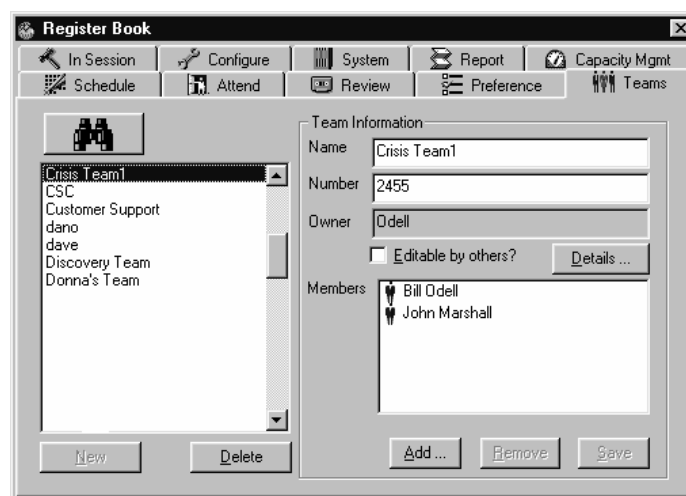 Register Book
In Session Configure System Report Capacity Mgmt
Schedule Attend Review Preference Teams
Crisis Team1
CSC
Customer Support
dano
dave
Discovery Team
Donna's Team
New Delete
Team Information
Name Crisis Team1
Number 2455
Owner Odell
Editable by others? Details ...
Members Bill Odell
John Marshall
Add ... Remove Save